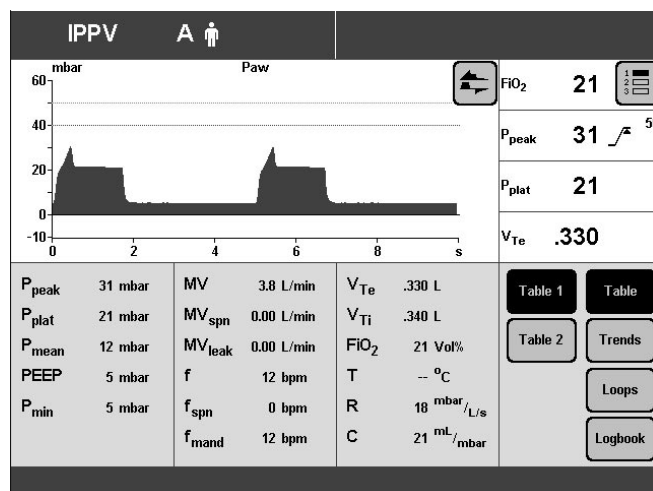 IPPV A
mbar Paw
60
40
20
0
-10
0 2 4 6 8 s
FiO2 21 1 2 3
Ppeak 31 5
Pplat 21
VTe .330
Ppeak 31 mbar
Pplat 21 mbar
Pmean 12 mbar
PEEP 5 mbar
Pmin 5 mbar
MV 3.8 L/min
MVspn 0.00 L/min
MVleak 0.00 L/min
f 12 bpm
fspn 0 bpm
fmand 12 bpm
VTe .330 L
VTi .340 L
FiO2 21 Vol%
T -- °C
R 18 mbar/L/s
C 21 mL/mbar
Table 1 Table
Table 2 Trends
Loops
Logbook